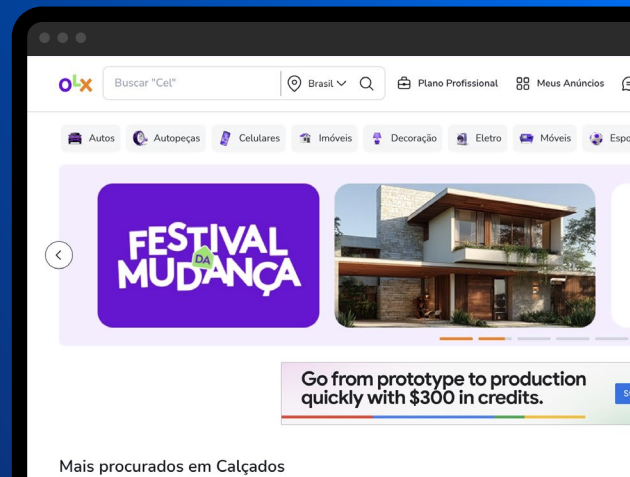 OLX
Buscar "Cel"
Brasil
Plano Profissional
Meus Anúncios
Autos
Autopeças
Celulares
Imóveis
Decoração
Eletro
Móveis
Espo
FESTIVAL
DA
MUDANÇA
Go from prototype to production
quickly with $300 in credits.
Mais procurados em Calçados